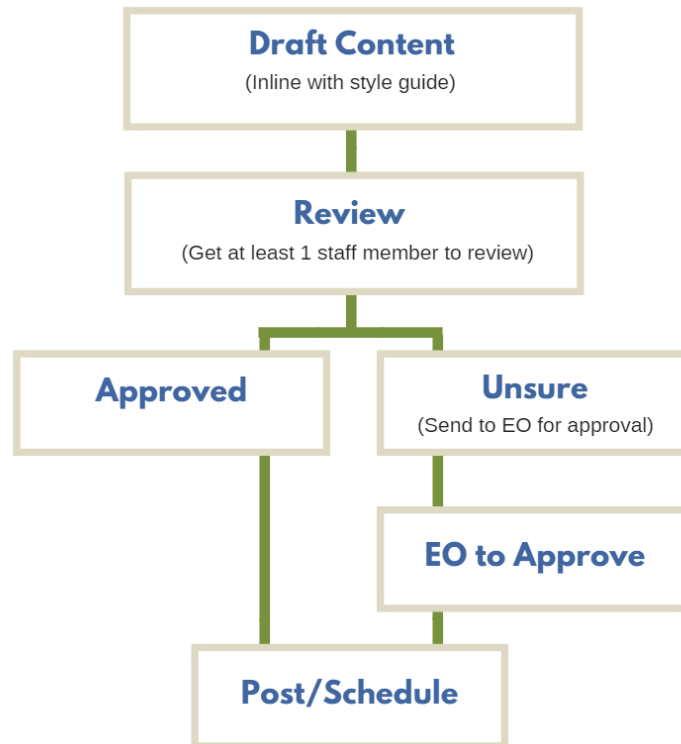 Draft Content
(Inline with style guide)
Review
(Get at least 1 staff member to review)
Approved
Unsure
(Send to EO for approval)
EO to Approve
Post/Schedule